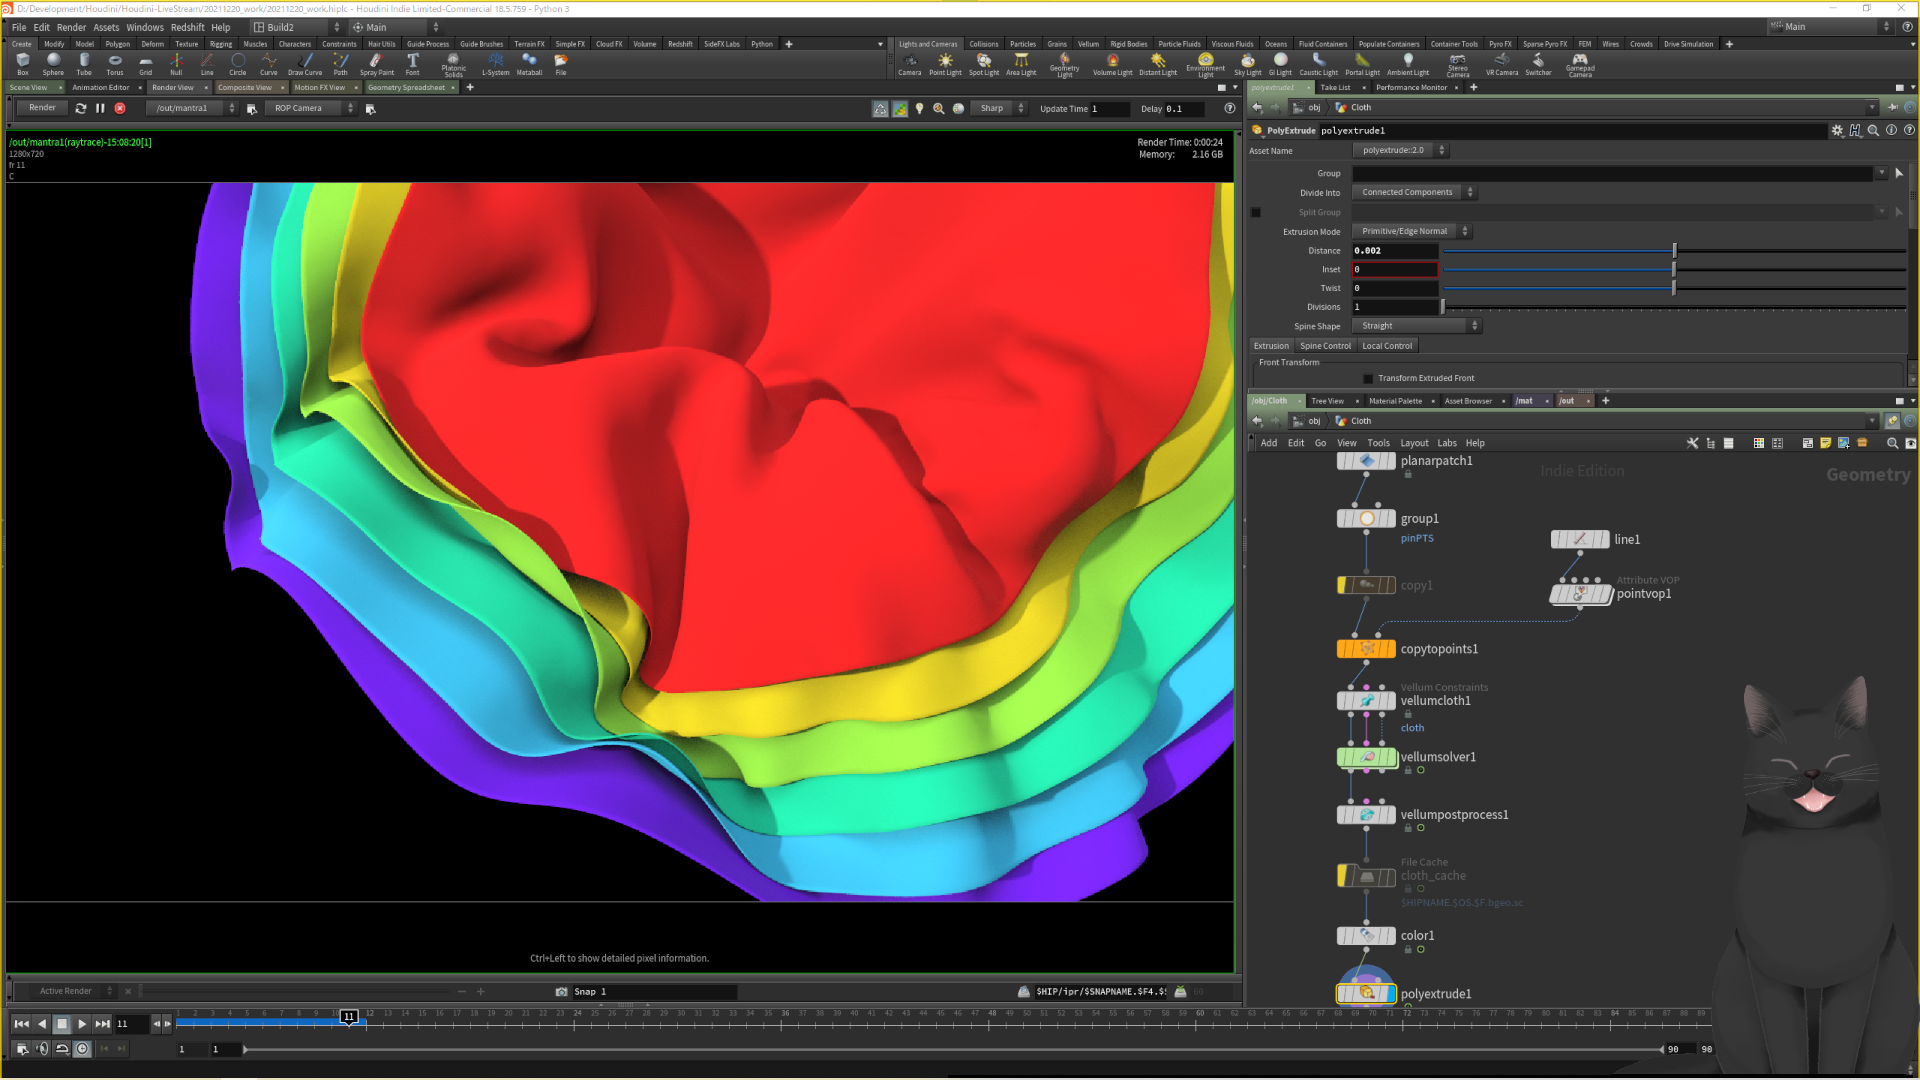 D:/Development/Houdini/Houdini-LiveStream/20211220_work/20211220_work.hiplc - Houdini Indie Limited-Commercial 18.5.759 - Python 3
File Edit Render Assets Windows Redshift Help Build2 Main Main
Create Modify Model Polygon Deform Texture Rigging Muscles Characters Constraints Hair Utils Guide Process Guide Brushes Terrain FX Simple FX Cloud FX Volume Redshift SideFX Labs Python
Lights and Cameras Collisions Particles Grains Vellum Rigid Bodies Particle Fluids Viscous Fluids Oceans Fluid Containers Populate Containers Container Tools Pyro FX Sparse Pyro FX FEM Wires Crowds Drive Simulation
Box Sphere Tube Torus Grid Null Line Circle Curve Draw Curve Path Spray Paint Font Platonic Solids L-System Metaball File
Camera Point Light Spot Light Area Light Geometry Light Volume Light Distant Light Environment Light Sky Light GI Light Caustic Light Portal Light Ambient Light Stereo Camera VR Camera Switcher Gamepad Camera
Scene View Animation Editor Render View Composite View Motion FX View Geometry Spreadsheet
polyextrude1 Take List Performance Monitor
Render /out/mantra1 ROP Camera Sharp Update Time 1 Delay 0.1
obj Cloth
/out/mantra1(raytrace)-15:08:20[1]
1280x720
fr 11
C
Render Time: 0:00:24
Memory: 2.16 GB
PolyExtrude polyextrude1
Asset Name polyextrude::2.0
Group
Divide Into Connected Components
Split Group
Extrusion Mode Primitive/Edge Normal
Distance 0.002
Inset 0
Twist 0
Divisions 1
Spine Shape Straight
Extrusion Spine Control Local Control
Front Transform
Transform Extruded Front
/obj/Cloth Tree View Material Palette Asset Browser /mat /out
obj Cloth
Add Edit Go View Tools Layout Labs Help
Indie Edition
Geometry
planarpatch1
group1
pinPTS
line1
copy1
Attribute VOP
pointvop1
copytopoints1
Vellum Constraints
vellumcloth1
cloth
vellumsolver1
vellumpostprocess1
File Cache
cloth_cache
$HIPNAME.$OS.$F.bgeo.sc
color1
polyextrude1
Ctrl+Left to show detailed pixel information.
Active Render Snap 1 $HIP/ipr/$SNAPNAME.$F4.$ 60
11 11
1 1 90 90